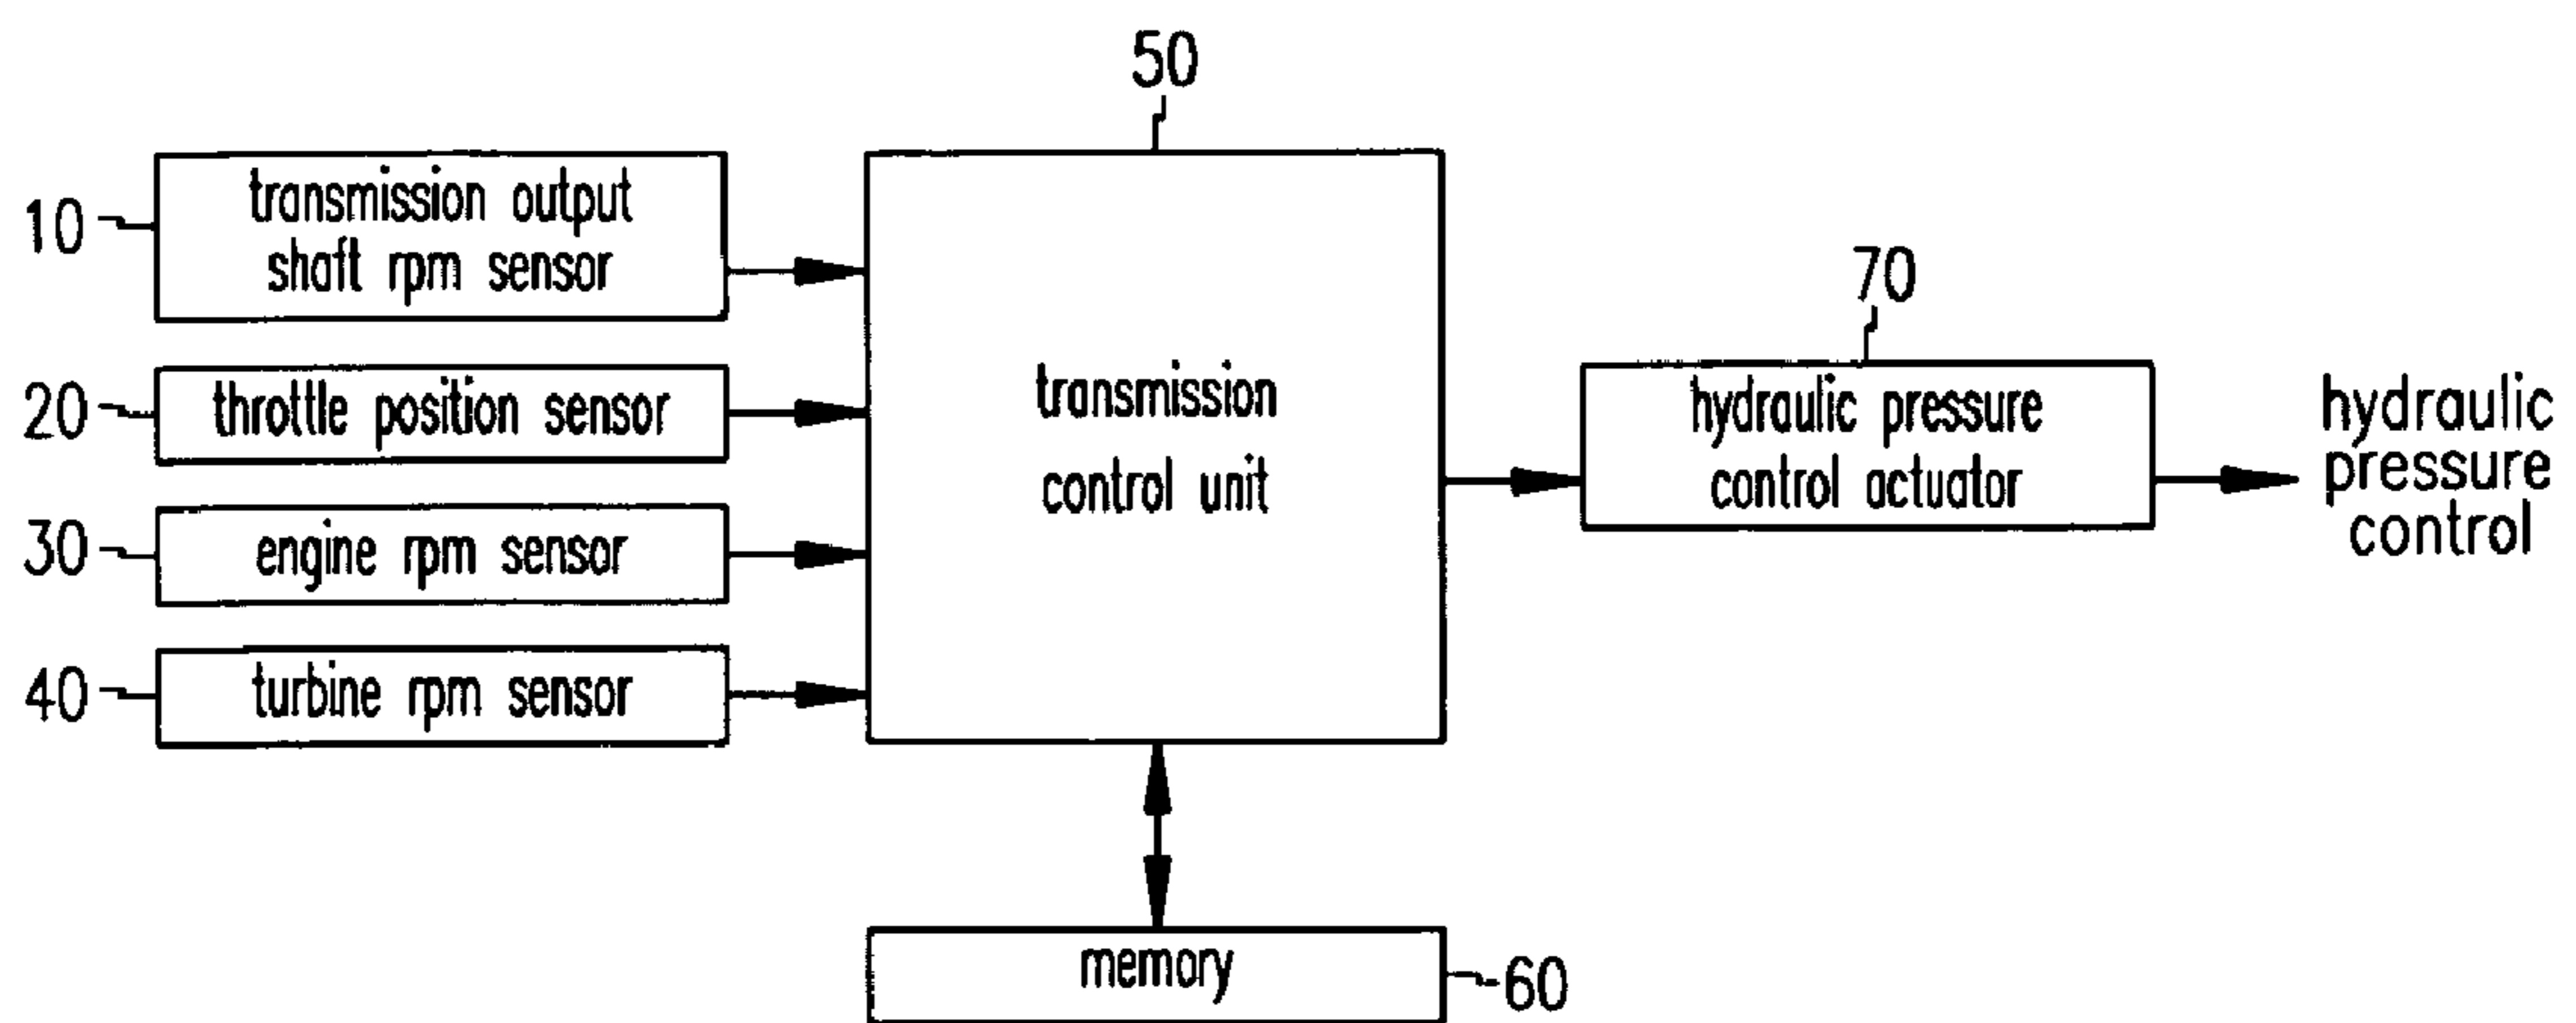 50
10
transmission output
shaft rpm sensor
20
throttle position sensor
30
engine rpm sensor
40
turbine rpm sensor
transmission
control unit
70
hydraulic pressure
control actuator
hydraulic
pressure
control
memory
60